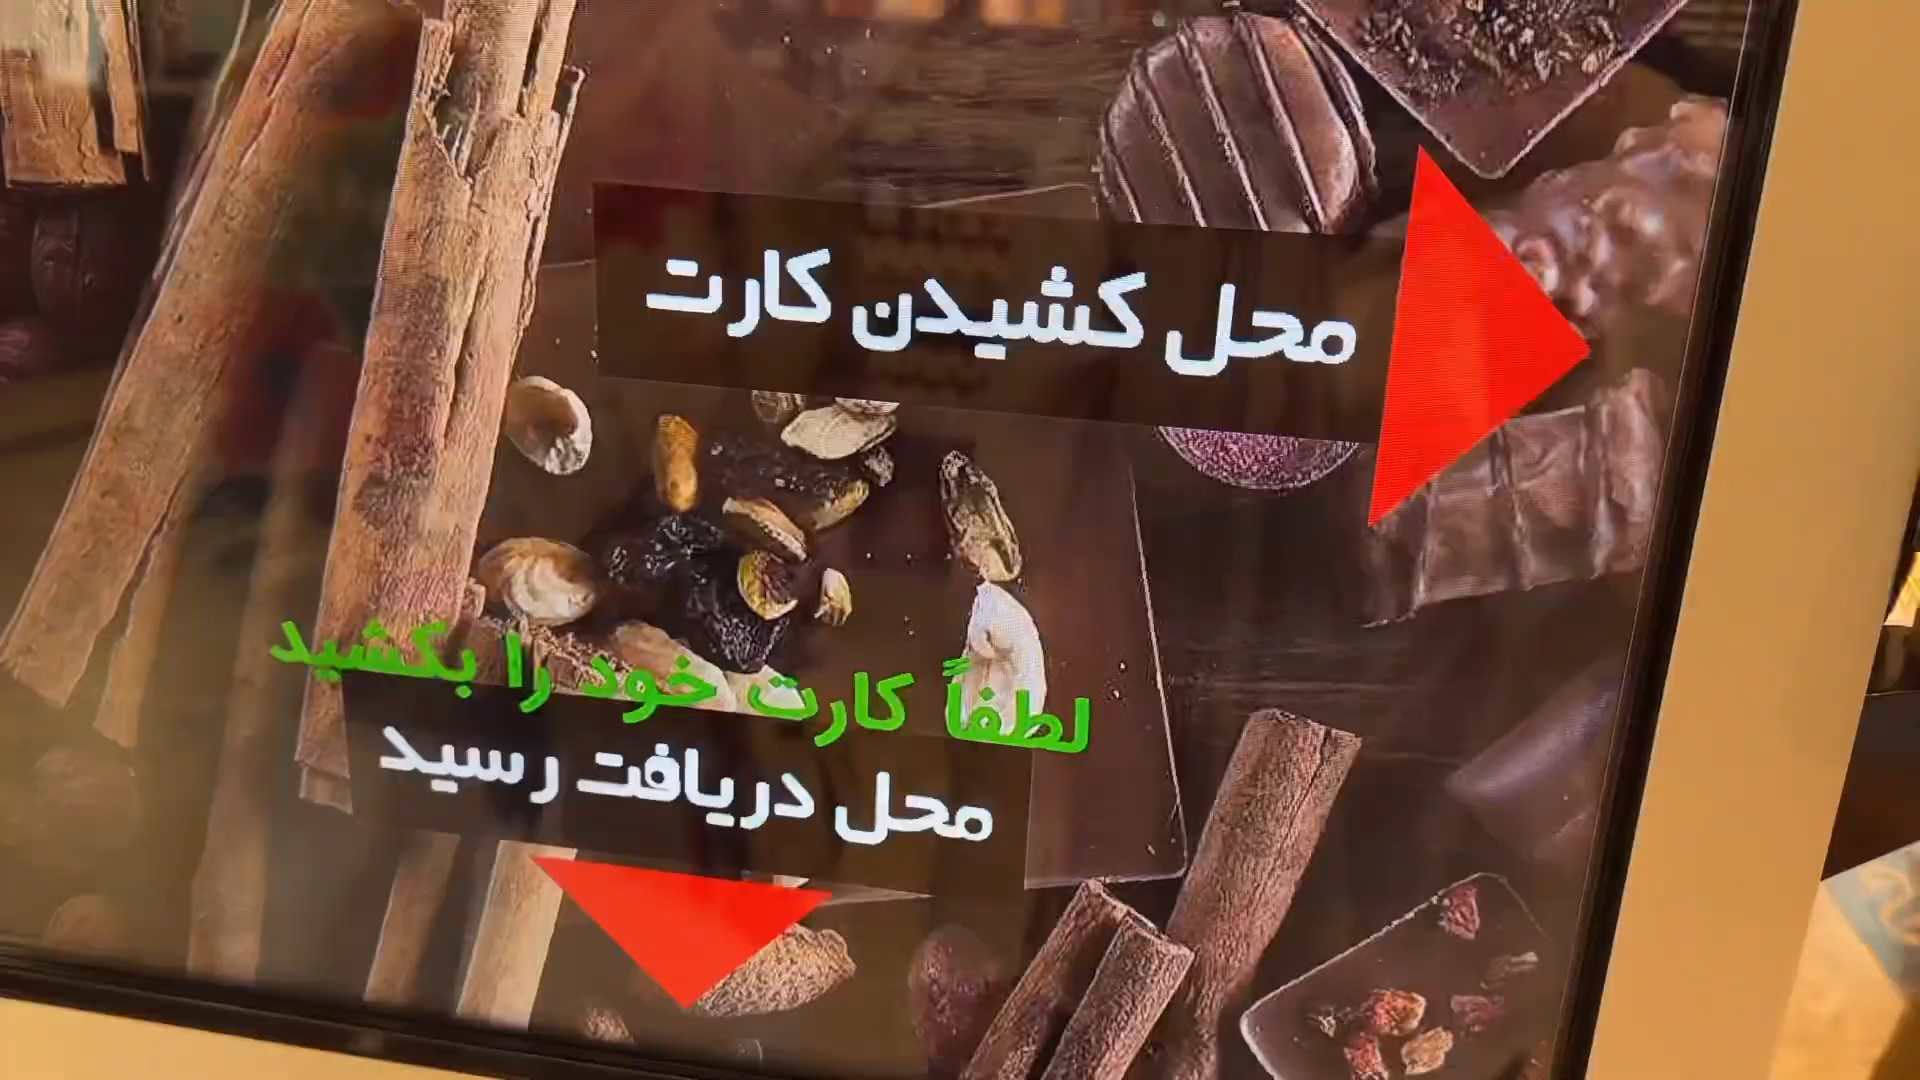 محل کشیدن کارت
لطفاً کارت خود را بکشید
محل دریافت رسید